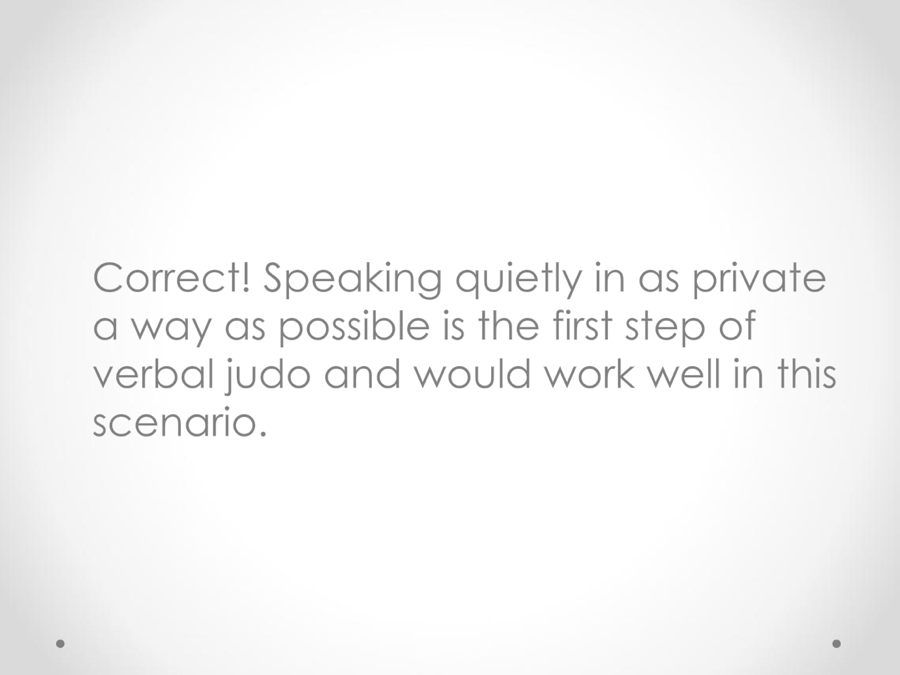 Correct! Speaking quietly in as private
a way as possible is the first step of
verbal judo and would work well in this
scenario.